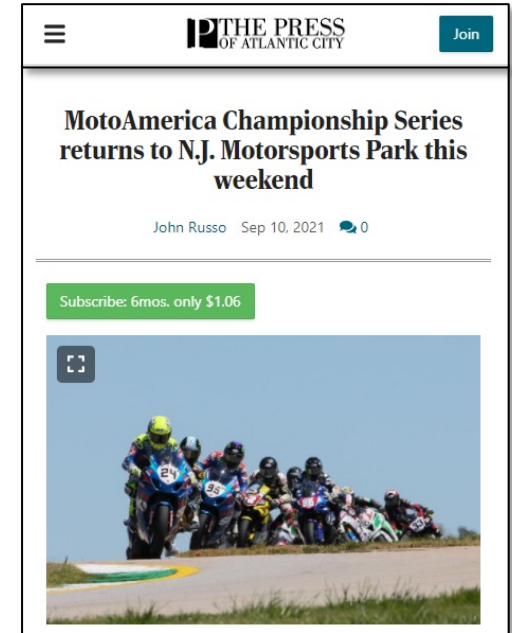 THE PRESS
OF ATLANTIC CITY
Join
MotoAmerica Championship Series
returns to N.J. Motorsports Park this
weekend
John Russo Sep 10, 2021 0
Subscribe: 6mos. only $1.06
24